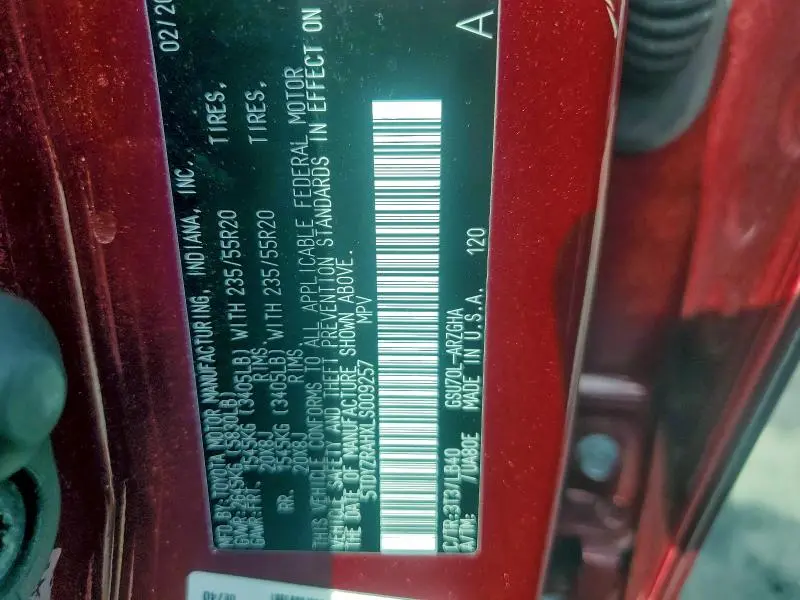 MFD BY: TOYOTA MOTOR MANUFACTURING, INDIANA, INC. 02/20
GVWR: 2645KG (5830LB)
GAWR:FRT. 1545KG (3405LB) WITH 235/55R20 TIRES,
20X8J RIMS
RR. 1545KG (3405LB) WITH 235/55R20 TIRES,
20X8J RIMS
THIS VEHICLE CONFORMS TO ALL APPLICABLE FEDERAL MOTOR
VEHICLE SAFETY AND THEFT PREVENTION STANDARDS IN EFFECT ON
THE DATE OF MANUFACTURE SHOWN ABOVE.
5TDYZRAHXLS009257 MPV
C/TR:3T3/LB40 GSU70L-ARZGHA
A/TM: /UA80E MADE IN U.S.A. 120 A